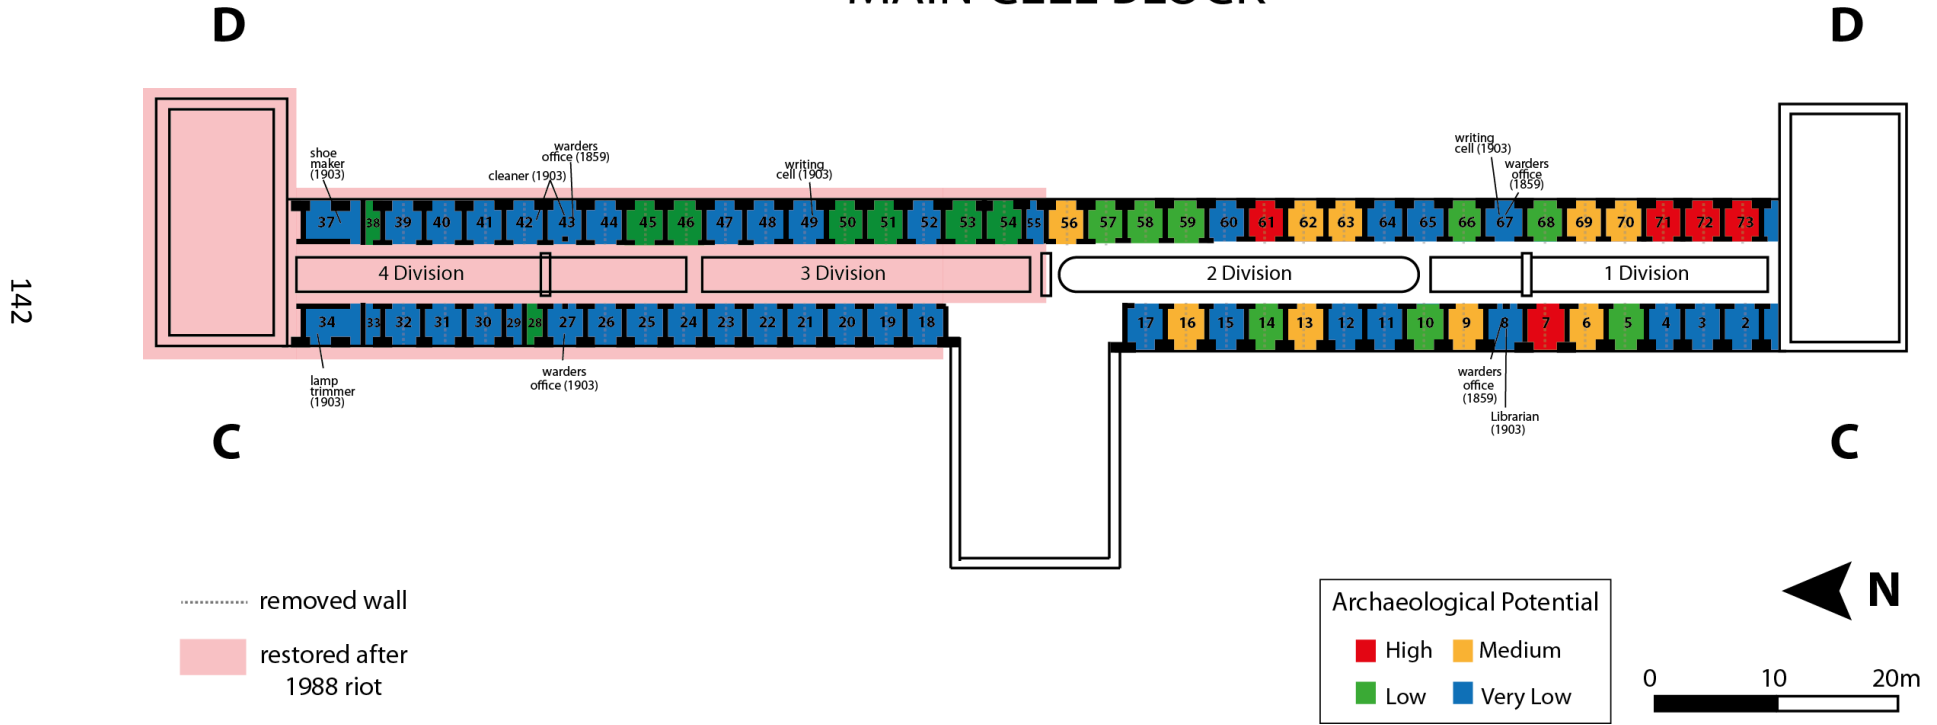 MAIN CELL BLOCK
D
D
142
shoe
maker
(1903)
cleaner (1903)
warders
office (1859)
writing
cell (1903)
writing
cell (1903)
warders
office
(1859)
37 38 39 40 41 42 43 44 45 46 47 48 49 50 51 52 53 54 55 56 57 58 59 60 61 62 63 64 65 66 67 68 69 70 71 72 73
4 Division
3 Division
2 Division
1 Division
34 33 32 31 30 29 28 27 26 25 24 23 22 21 20 19 18 17 16 15 14 13 12 11 10 9 8 7 6 5 4 3 2
lamp
trimmer
(1903)
warders
office (1903)
warders
office
(1859)
Librarian
(1903)
C
C
removed wall
restored after
1988 riot
Archaeological Potential
High
Medium
Low
Very Low
N
0 10 20m